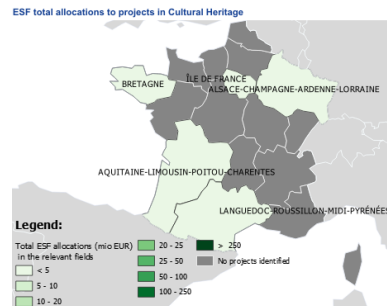 ESF total allocations to projects in Cultural Heritage
ÎLE DE FRANCE
BRETAGNE
ALSACE-CHAMPAGNE-ARDENNE-LORRAINE
AQUITAINE-LIMOUSIN-POITOU-CHARENTES
LANGUEDOC-ROUSSILLON-MIDI-PYRÉNÉES
Legend:
Total ESF allocations (mio EUR)
in the relevant fields
< 5
5 - 10
10 - 20
20 - 25
25 - 50
50 - 100
100 - 250
> 250
No projects identified